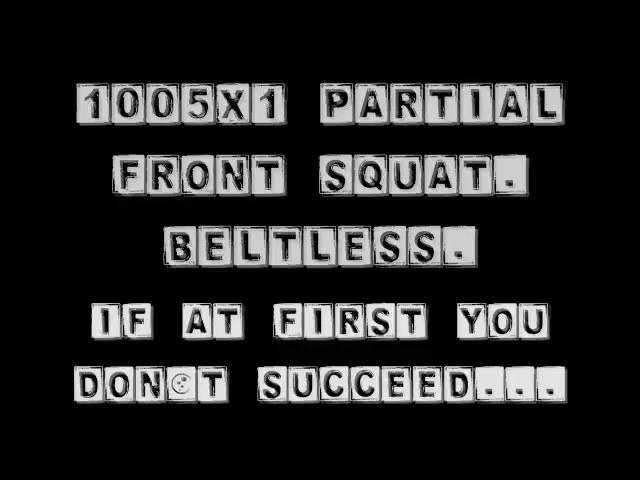 1005X1 PARTIAL
FRONT SQUAT.
BELTLESS.
IF AT FIRST YOU
DON☺T SUCCEED...